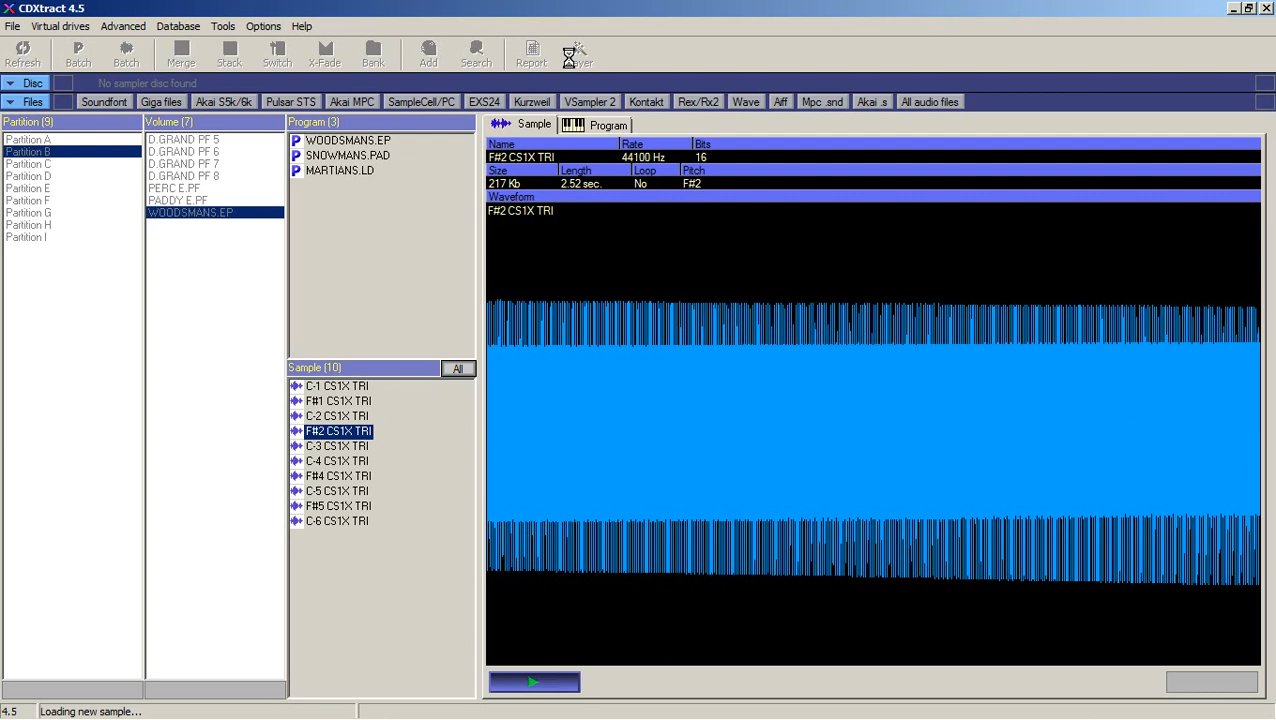 CDXtract 4.5
File Virtual drives Advanced Database Tools Options Help
Refresh Batch Batch Merge Stack Switch X-Fade Bank Add Search Report
Disc No sampler disc found
Files Soundfont Giga files Akai S5k/6k Pulsar STS Akai MPC SampleCell/PC EXS24 Kurzweil VSampler 2 Kontakt Rex/Rx2 Wave Aiff Mpc .snd Akai .s All audio files
Partition (9)
Partition A
Partition B
Partition C
Partition D
Partition E
Partition F
Partition G
Partition H
Partition I
Volume (7)
D.GRAND PF 5
D.GRAND PF 6
D.GRAND PF 7
D.GRAND PF 8
PERC E.PF
PADDY E.PF
WOODSMANS.EP
Program (3)
WOODSMANS.EP
SNOWMANS.PAD
MARTIANS.LD
Sample (10) All
C-1 CS1X TRI
F#1 CS1X TRI
C-2 CS1X TRI
F#2 CS1X TRI
C-3 CS1X TRI
C-4 CS1X TRI
F#4 CS1X TRI
C-5 CS1X TRI
F#5 CS1X TRI
C-6 CS1X TRI
Sample Program
Name Rate Bits
F#2 CS1X TRI 44100 Hz 16
Size Length Loop Pitch
217 Kb 2.52 sec. No F#2
Waveform
F#2 CS1X TRI
4.5 Loading new sample...